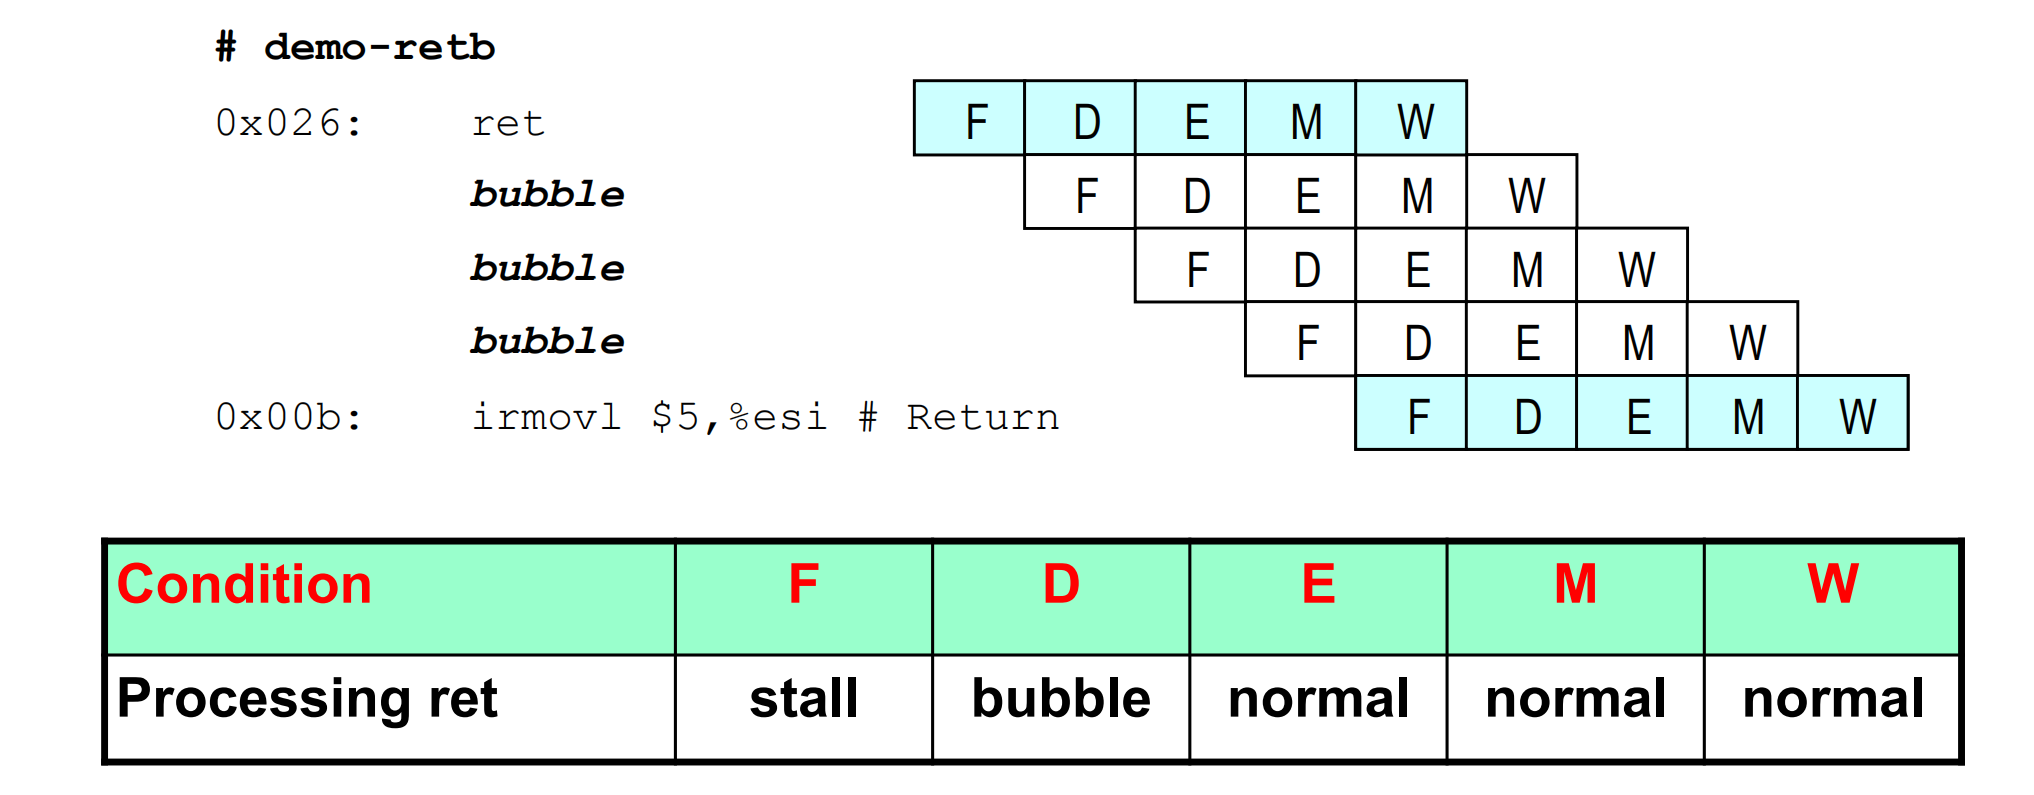 # demo-retb
0x026: ret F D E M W
bubble F D E M W
bubble F D E M W
bubble F D E M W
0x00b: irmovl $5,%esi # Return F D E M W
Condition F D E M W
Processing ret stall bubble normal normal normal